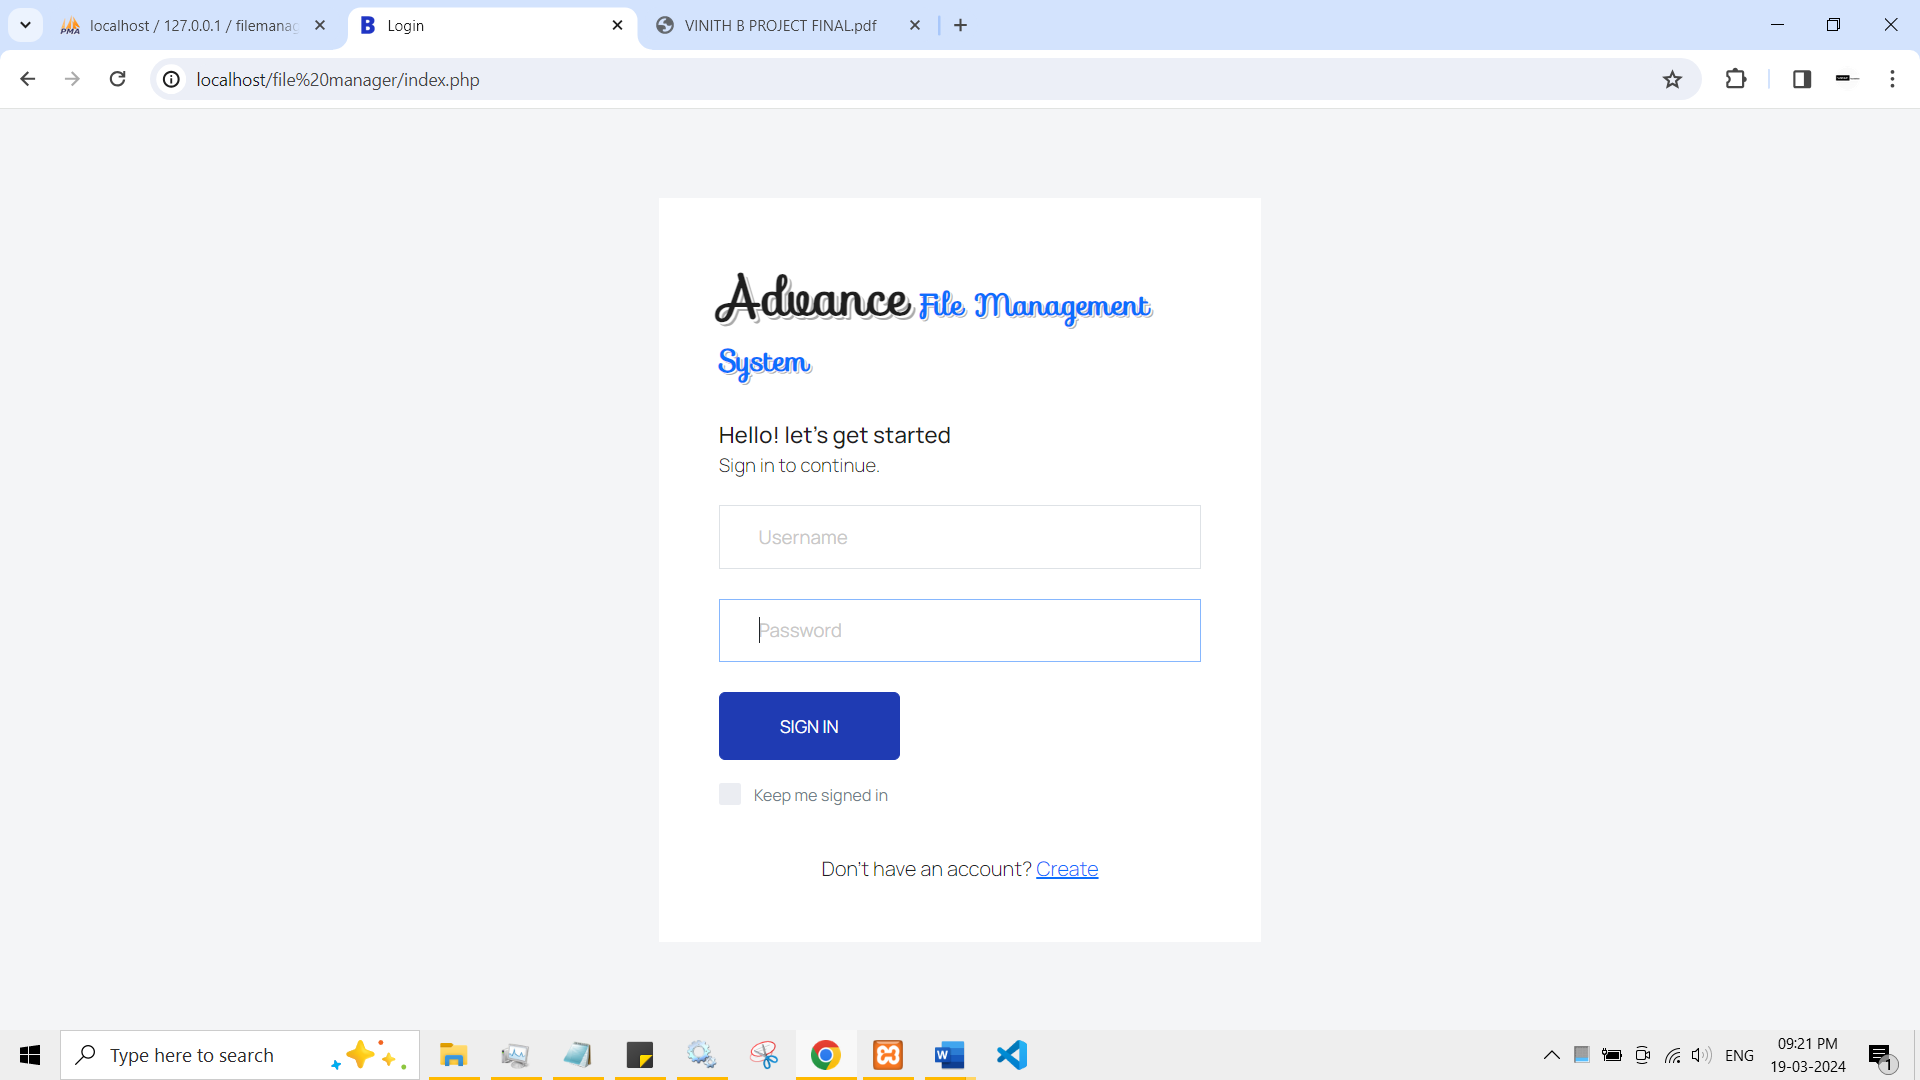 localhost / 127.0.0.1 / filemanag
Login
VINITH B PROJECT FINAL.pdf
localhost/file%20manager/index.php
Advance File Management
System
Hello! let's get started
Sign in to continue.
Username
Password
SIGN IN
Keep me signed in
Don't have an account? Create
Type here to search
ENG
09:21 PM
19-03-2024
1